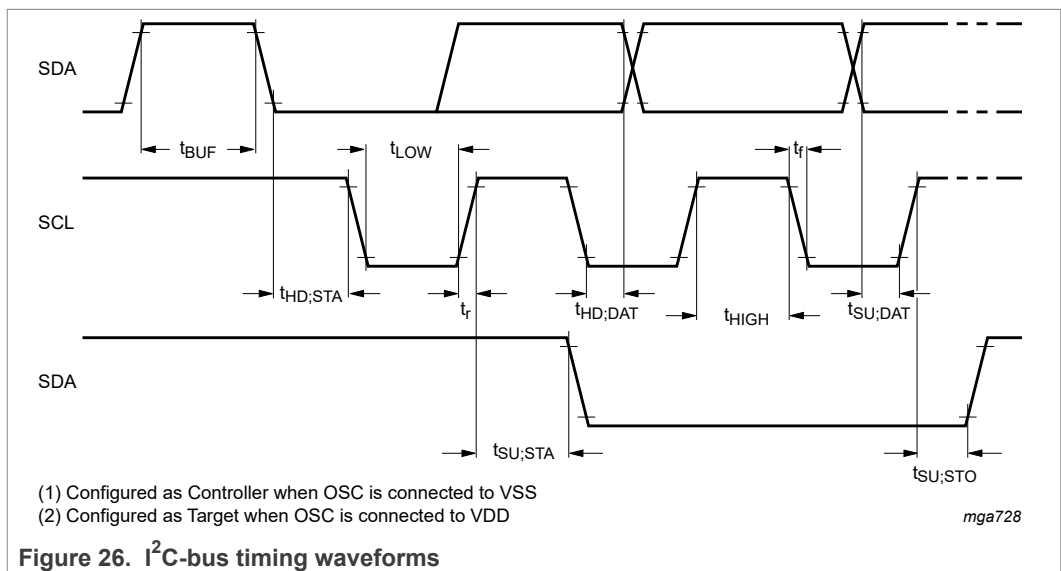 SDA
tBUF
tLOW
tf
SCL
tHD;STA
tr
tHD;DAT
tHIGH
tSU;DAT
SDA
tSU;STA
tSU;STO
(1) Configured as Controller when OSC is connected to VSS
(2) Configured as Target when OSC is connected to VDD
mga728
Figure 26. I²C-bus timing waveforms